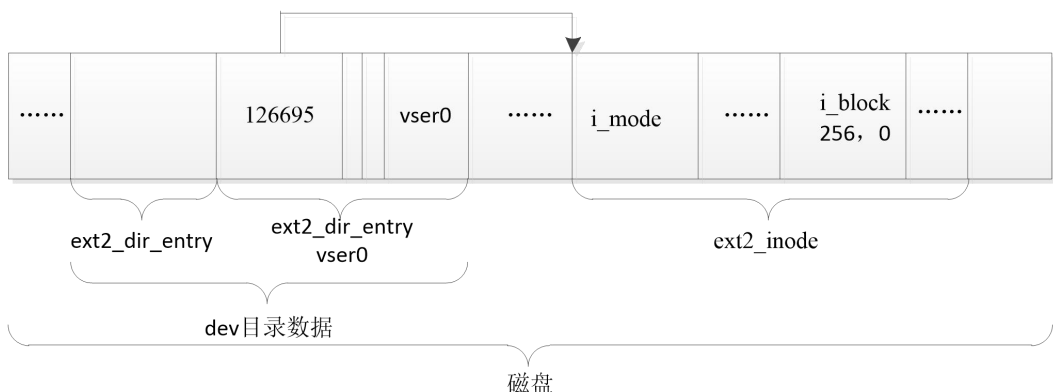 …… 126695 vser0 …… i_mode …… i_block ……
256，0
ext2_dir_entry ext2_dir_entry ext2_inode
vser0
dev目录数据
磁盘